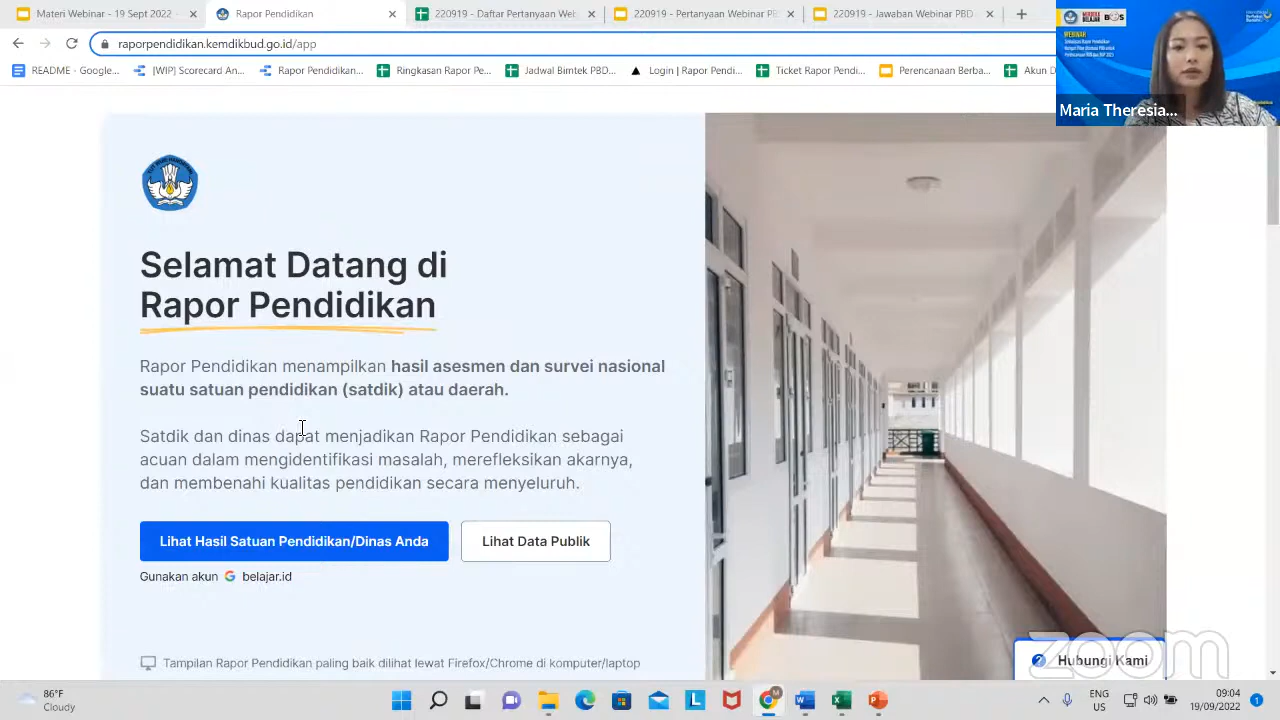 Materi Webinar - 19 Sept 2022 -
Rapor Pendidikan
220919 - Daftar Pertanyaan Web
220919 - Pertanyaan Webinar PB
220919 - Jawaban Webinar PBD
raporpendidikan.kemdikbud.go.id/app
README - Google...
[WIP] Scorecard An...
Rapor Pendidikan...
Ringkasan Rapor Pe...
Jadwal Bimtek PBD...
Login | Rapor Pendi...
Tiket Rapor Pendi...
Perencanaan Berba...
Akun D
MERDEKA
BELAJAR
WEBINAR
Maria Theresia...
Selamat Datang di
Rapor Pendidikan
Rapor Pendidikan menampilkan hasil asesmen dan survei nasional
suatu satuan pendidikan (satdik) atau daerah.
Satdik dan dinas dapat menjadikan Rapor Pendidikan sebagai
acuan dalam mengidentifikasi masalah, merefleksikan akarnya,
dan membenahi kualitas pendidikan secara menyeluruh.
Lihat Hasil Satuan Pendidikan/Dinas Anda
Lihat Data Publik
Gunakan akun G belajar.id
Tampilan Rapor Pendidikan paling baik dilihat lewat Firefox/Chrome di komputer/laptop
Hubungi Kami
zoom
86°F
ENG
US
09:04
19/09/2022